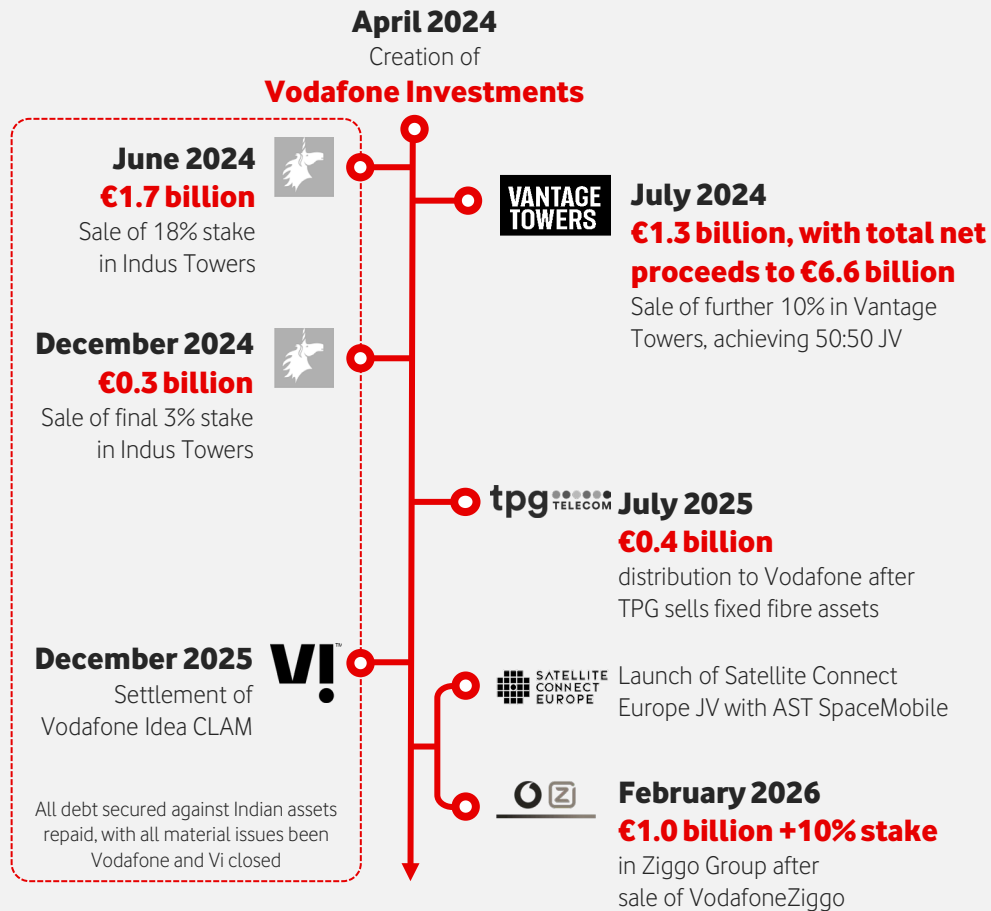 April 2024
Creation of
Vodafone Investments
June 2024
€1.7 billion
Sale of 18% stake
in Indus Towers
VANTAGE
TOWERS
July 2024
€1.3 billion, with total net
proceeds to €6.6 billion
Sale of further 10% in Vantage
Towers, achieving 50:50 JV
December 2024
€0.3 billion
Sale of final 3% stake
in Indus Towers
tpg TELECOM
July 2025
€0.4 billion
distribution to Vodafone after
TPG sells fixed fibre assets
December 2025
Settlement of
Vodafone Idea CLAM
V!™
SATELLITE
CONNECT
EUROPE
Launch of Satellite Connect
Europe JV with AST SpaceMobile
All debt secured against Indian assets
repaid, with all material issues been
Vodafone and Vi closed
Z
February 2026
€1.0 billion +10% stake
in Ziggo Group after
sale of VodafoneZiggo